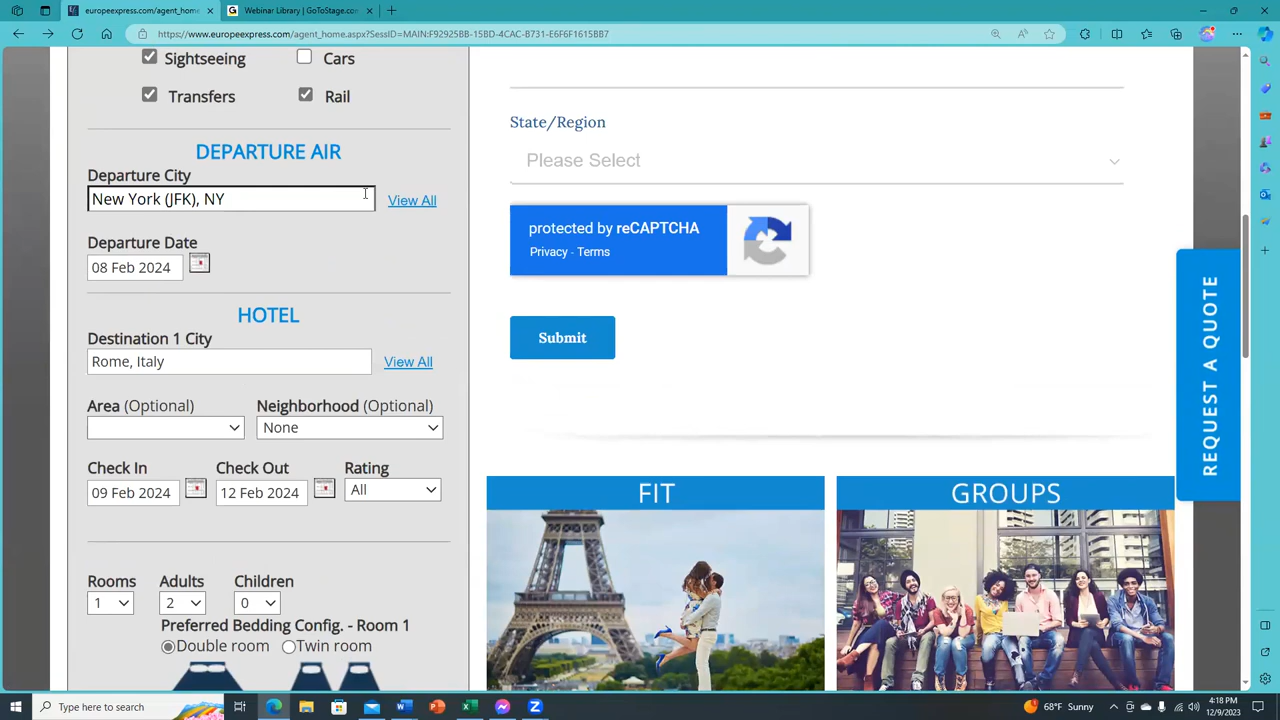 europeexpress.com/agent_home.a
Webinar Library | GoToStage.com
https://www.europeexpress.com/agent_home.aspx?SessID=MAIN:F92925BB-15BD-4CAC-B731-E6F6F1615BB7
Sightseeing
Cars
Transfers
Rail
DEPARTURE AIR
Departure City
New York (JFK), NY
View All
Departure Date
08 Feb 2024
HOTEL
Destination 1 City
Rome, Italy
View All
Area (Optional)
Neighborhood (Optional)
None
Check In
Check Out
Rating
09 Feb 2024
12 Feb 2024
All
Rooms
Adults
Children
1
2
0
Preferred Bedding Config. - Room 1
Double room
Twin room
State/Region
Please Select
protected by reCAPTCHA
Privacy - Terms
Submit
FIT
GROUPS
REQUEST A QUOTE
Type here to search
68°F Sunny
4:18 PM
12/9/2023